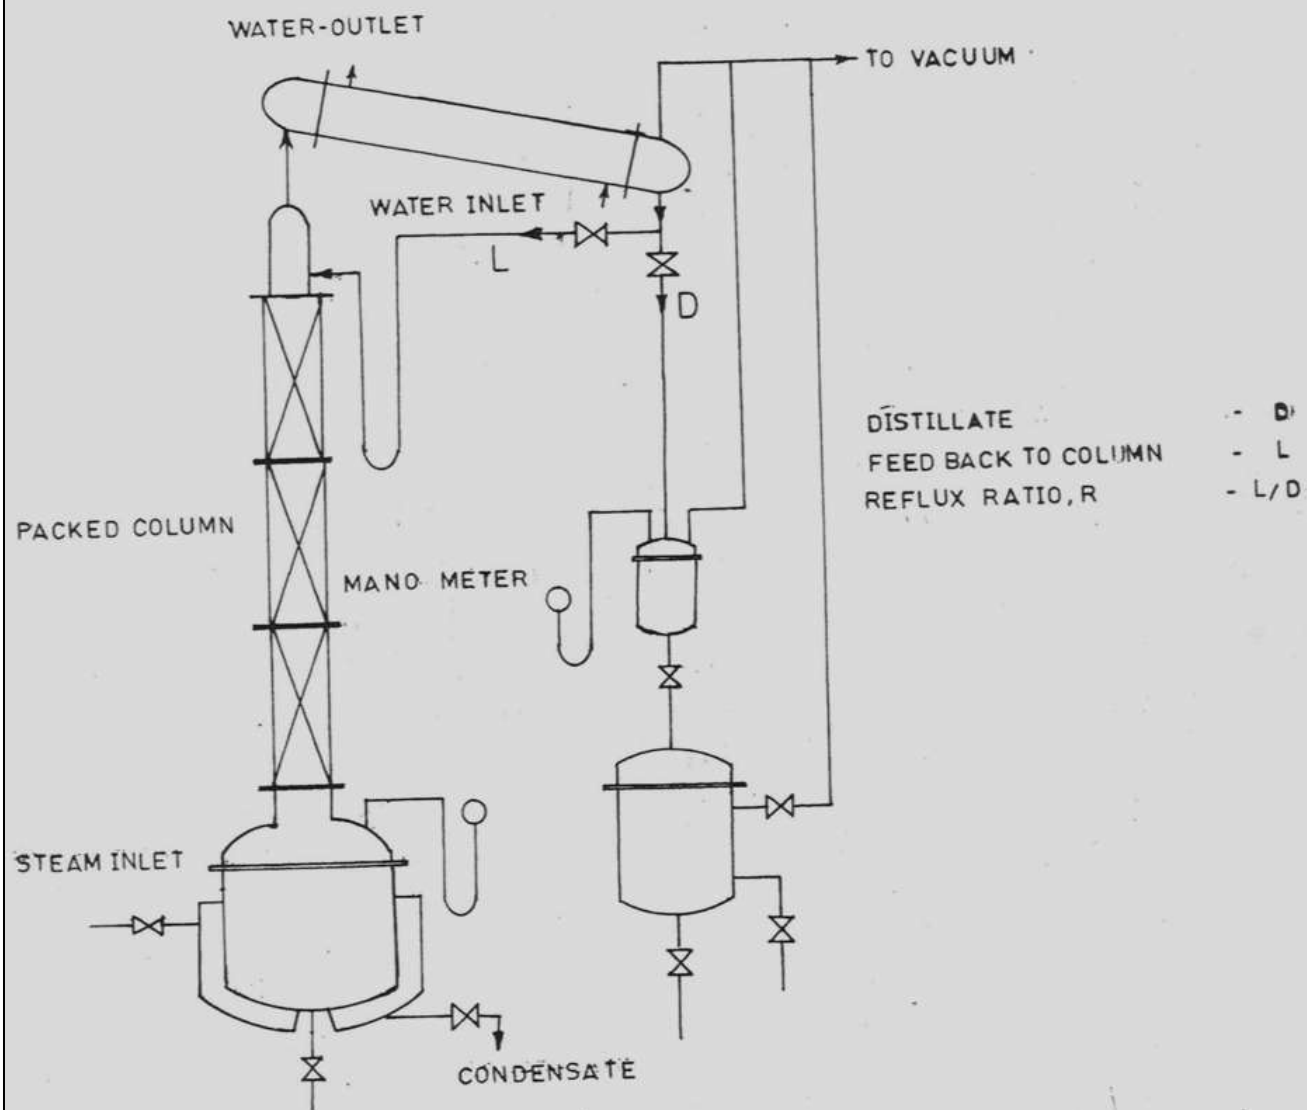 WATER-OUTLET
TO VACUUM
WATER INLET
L
D
DISTILLATE - D
FEED BACK TO COLUMN - L
REFLUX RATIO, R - L/D
PACKED COLUMN
MANO METER
STEAM INLET
CONDENSATE